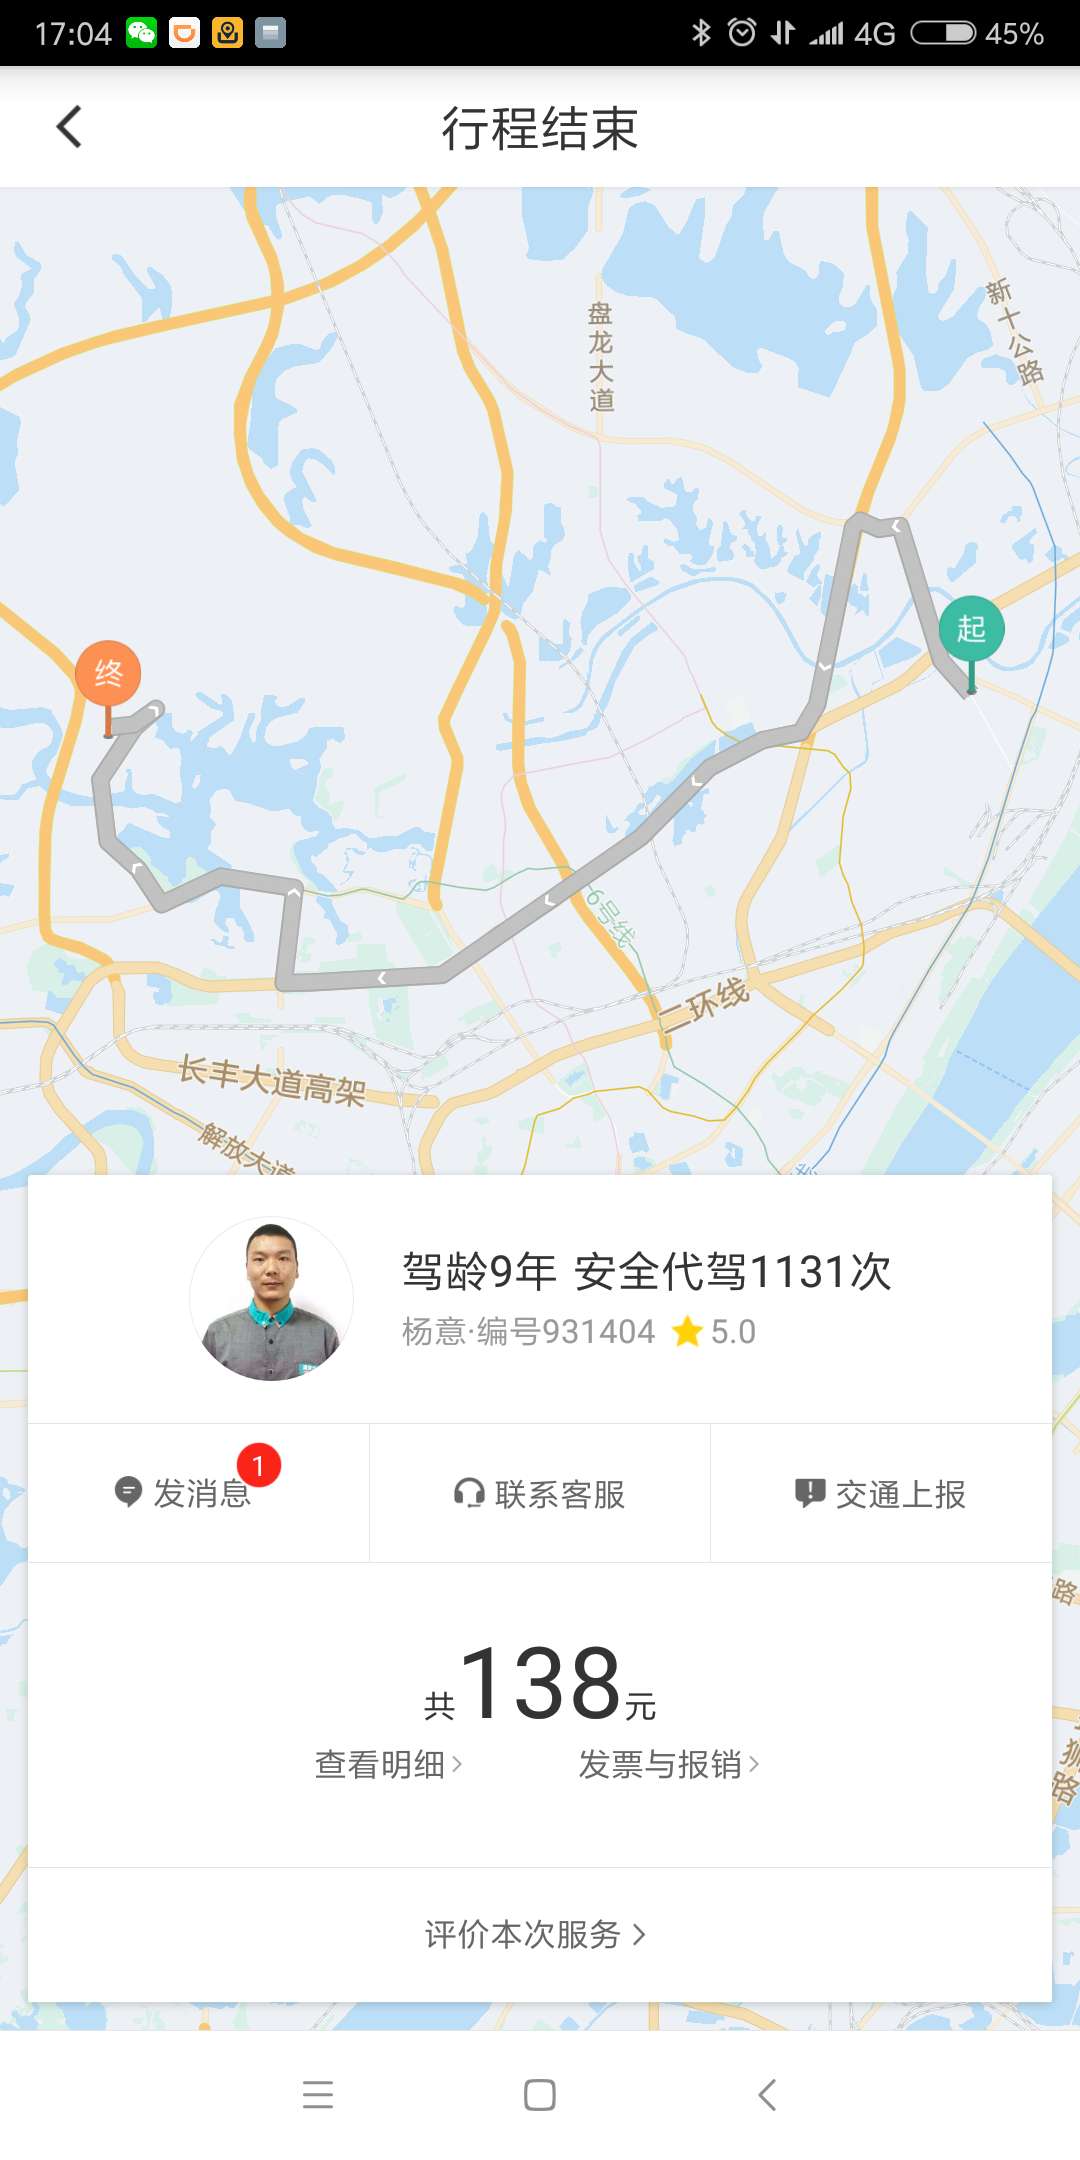 17:04 4G 45%
行程结束
盘龙大道
新十公路
起
终
6号线
二环线
长丰大道高架
解放大道
驾龄9年 安全代驾1131次
杨意·编号931404 5.0
发消息 1 联系客服 交通上报
共138元
查看明细 发票与报销
路
狮
路
评价本次服务